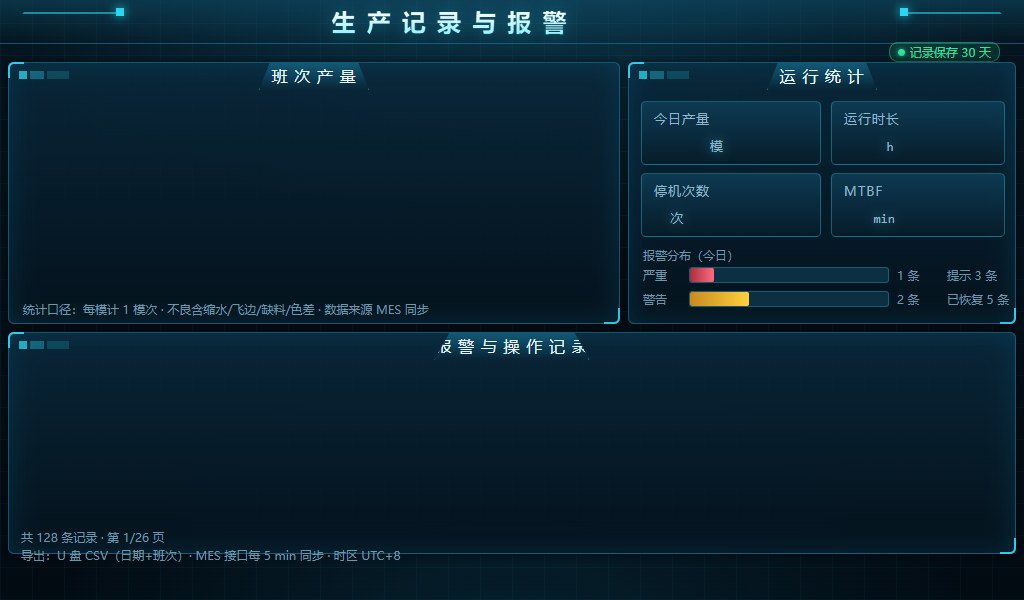 生产记录与报警
记录保存 30 天
班次产量
统计口径：每模计 1 模次 · 不良含缩水/飞边/缺料/色差 · 数据来源 MES 同步
运行统计
今日产量
模
运行时长
h
停机次数
次
MTBF
min
报警分布（今日）
严重 1 条 提示 3 条
警告 2 条 已恢复 5 条
报警与操作记录
共 128 条记录 · 第 1/26 页
导出：U 盘 CSV（日期+班次）· MES 接口每 5 min 同步 · 时区 UTC+8